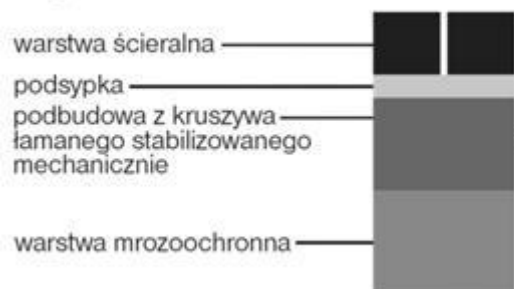 warstwa ścieralna
podsypka
podbudowa z kruszywa
łamanego stabilizowanego
mechanicznie
warstwa mrozoochronna